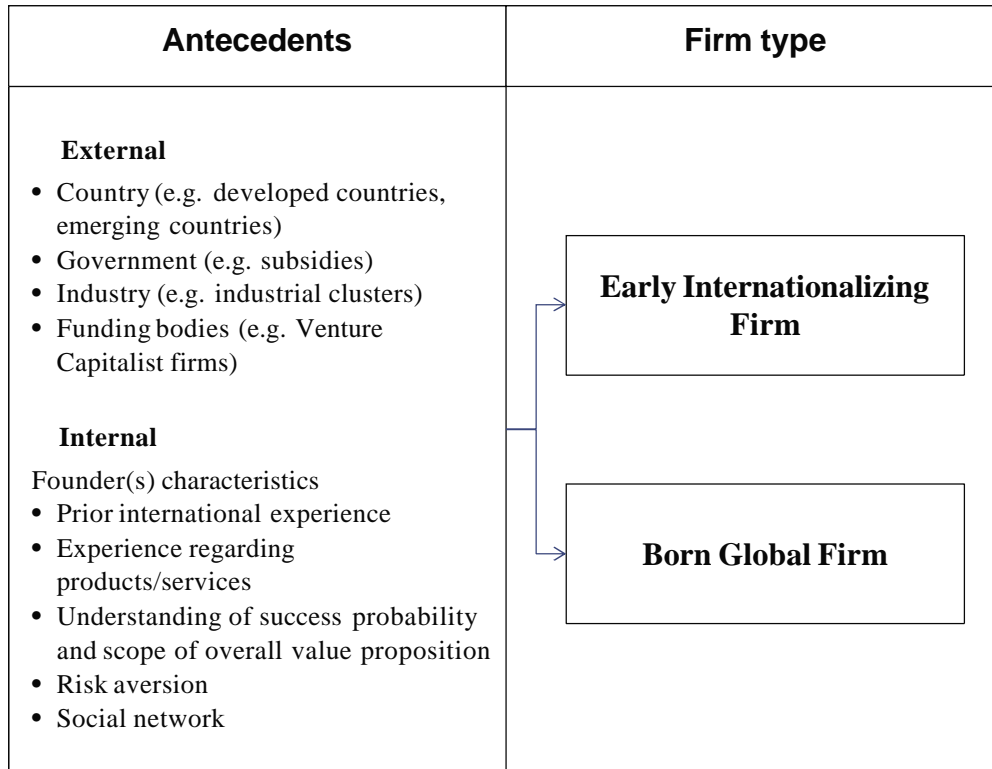 Antecedents
Firm type
External
• Country (e.g. developed countries,
emerging countries)
• Government (e.g. subsidies)
• Industry (e.g. industrial clusters)
• Funding bodies (e.g. Venture
Capitalist firms)
Internal
Founder(s) characteristics
• Prior international experience
• Experience regarding
products/services
• Understanding of success probability
and scope of overall value proposition
• Risk aversion
• Social network
Early Internationalizing
Firm
Born Global Firm